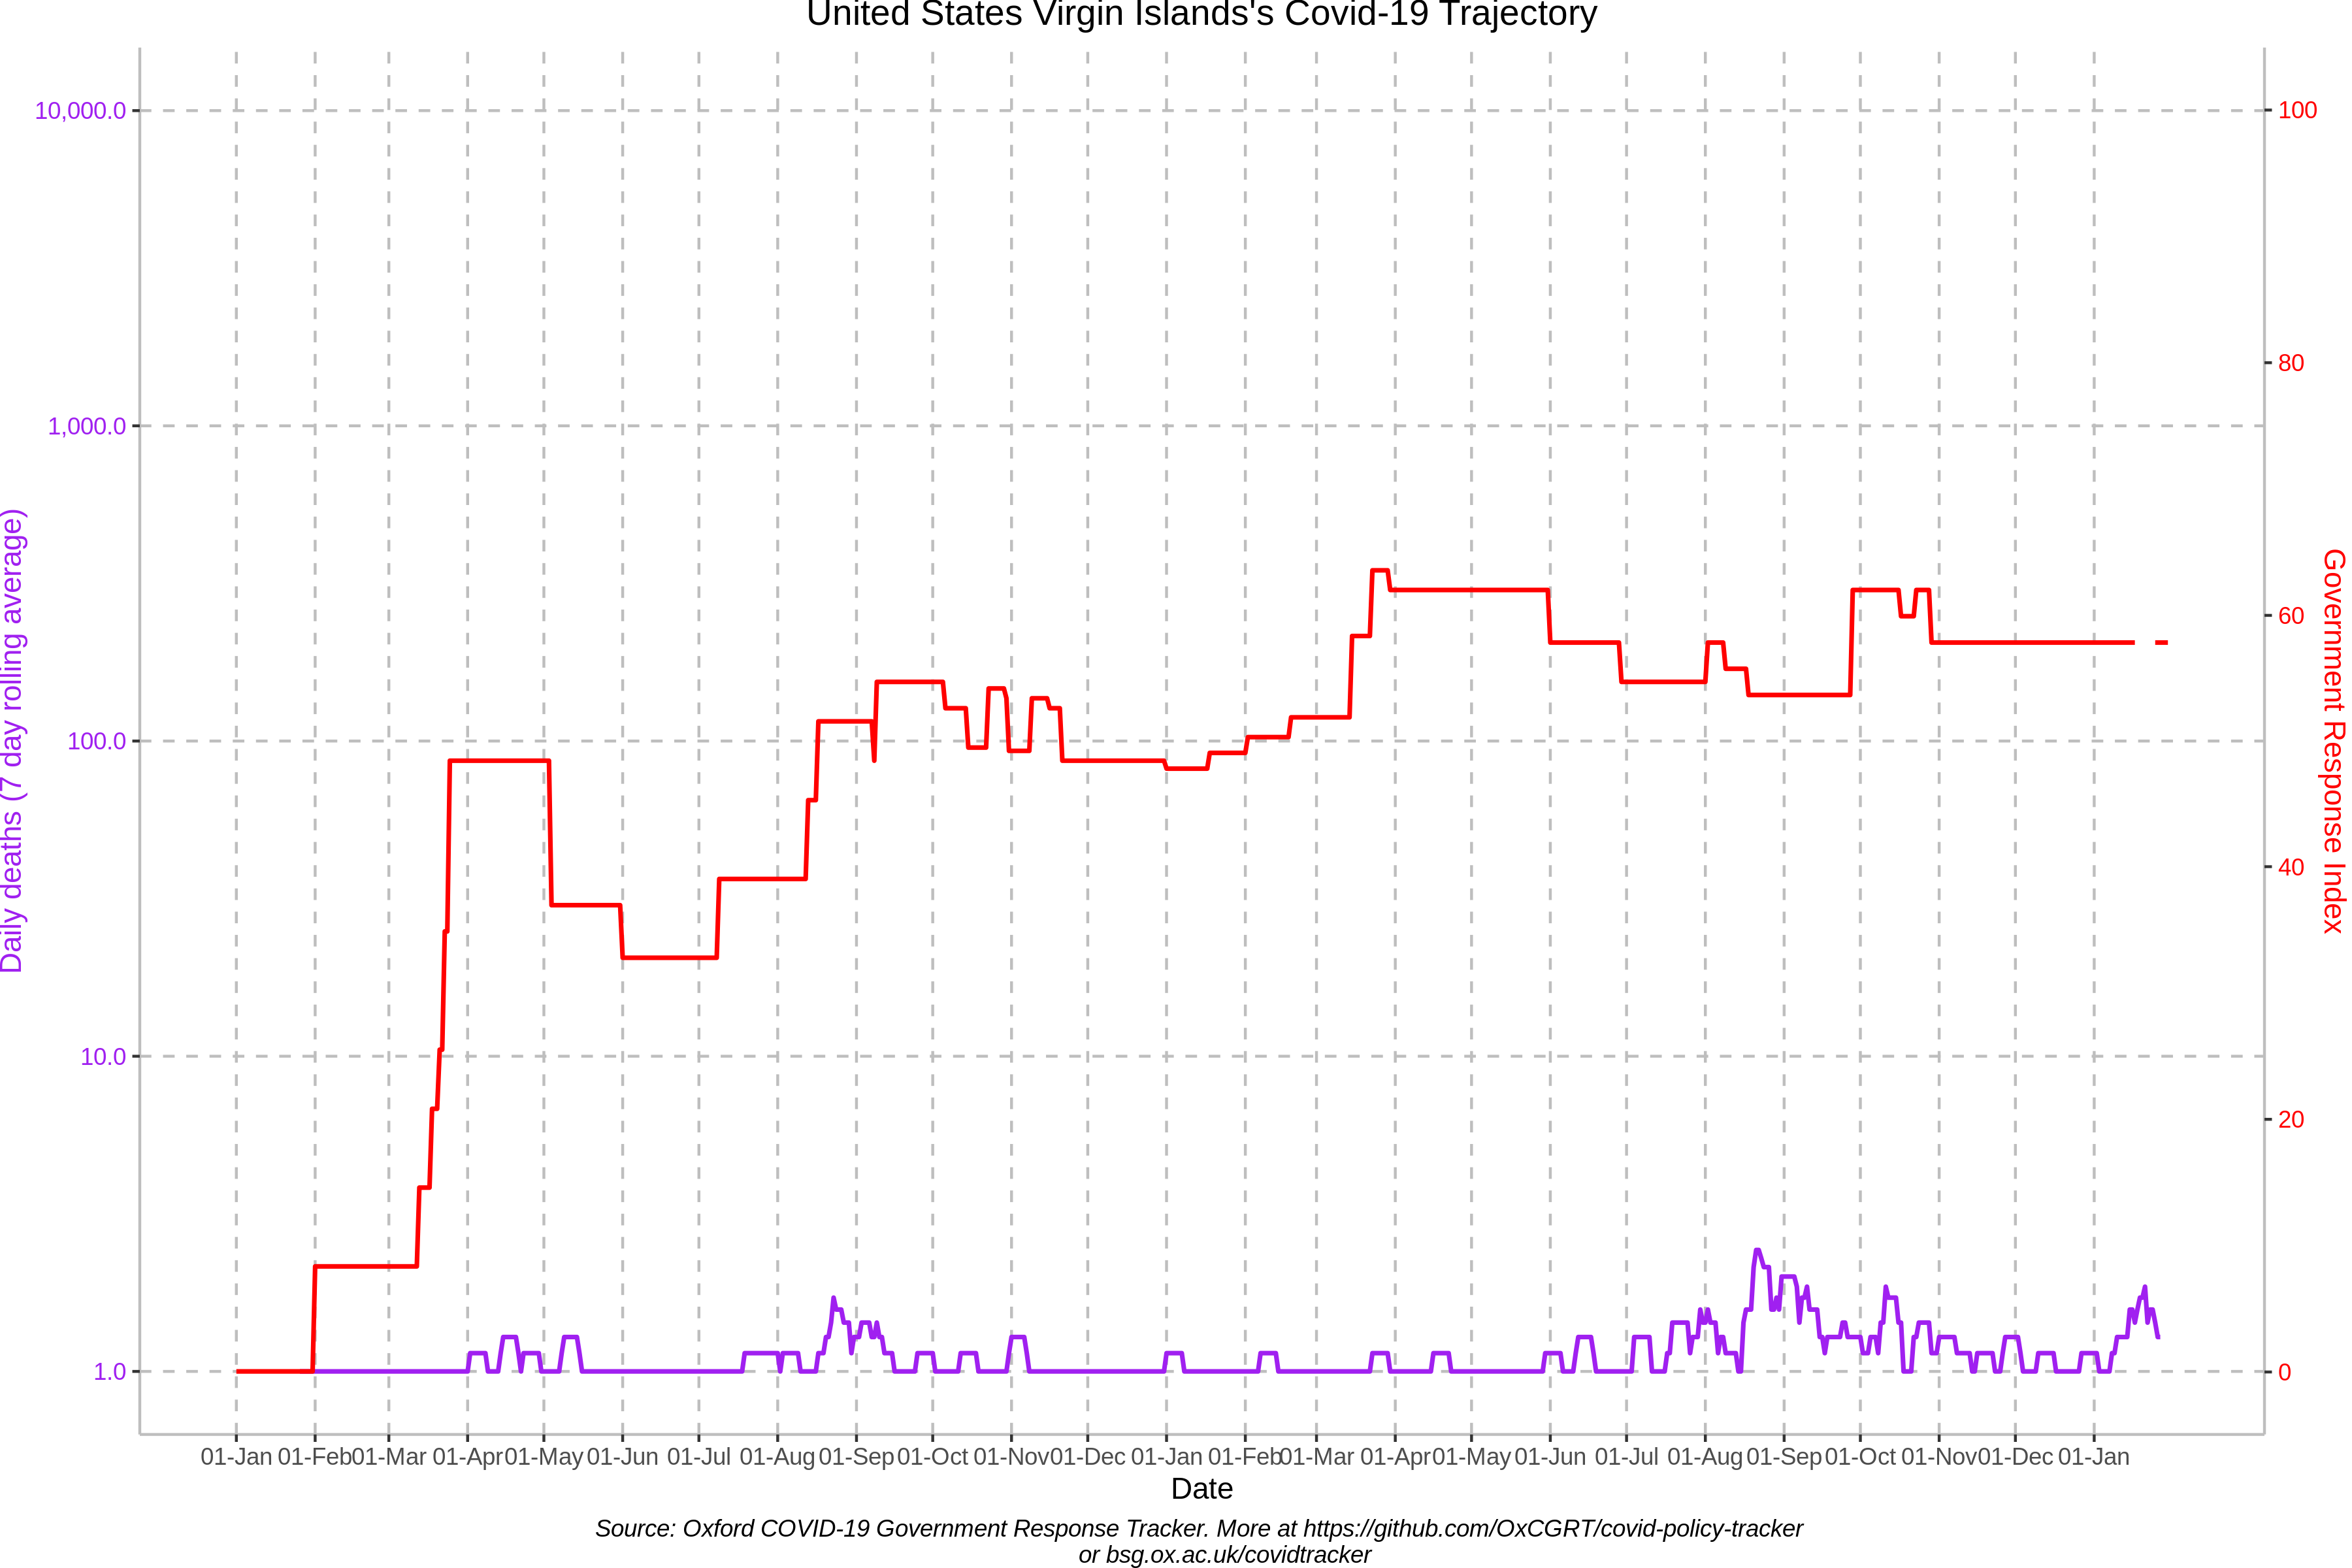 United States Virgin Islands's Covid-19 Trajectory
10,000.0
1,000.0
100.0
10.0
1.0
Daily deaths (7 day rolling average)
100
80
60
40
20
0
Government Response Index
01-Jan 01-Feb 01-Mar 01-Apr 01-May 01-Jun 01-Jul 01-Aug 01-Sep 01-Oct 01-Nov 01-Dec 01-Jan 01-Feb 01-Mar 01-Apr 01-May 01-Jun 01-Jul 01-Aug 01-Sep 01-Oct 01-Nov 01-Dec 01-Jan
Date
Source: Oxford COVID-19 Government Response Tracker. More at https://github.com/OxCGRT/covid-policy-tracker
or bsg.ox.ac.uk/covidtracker